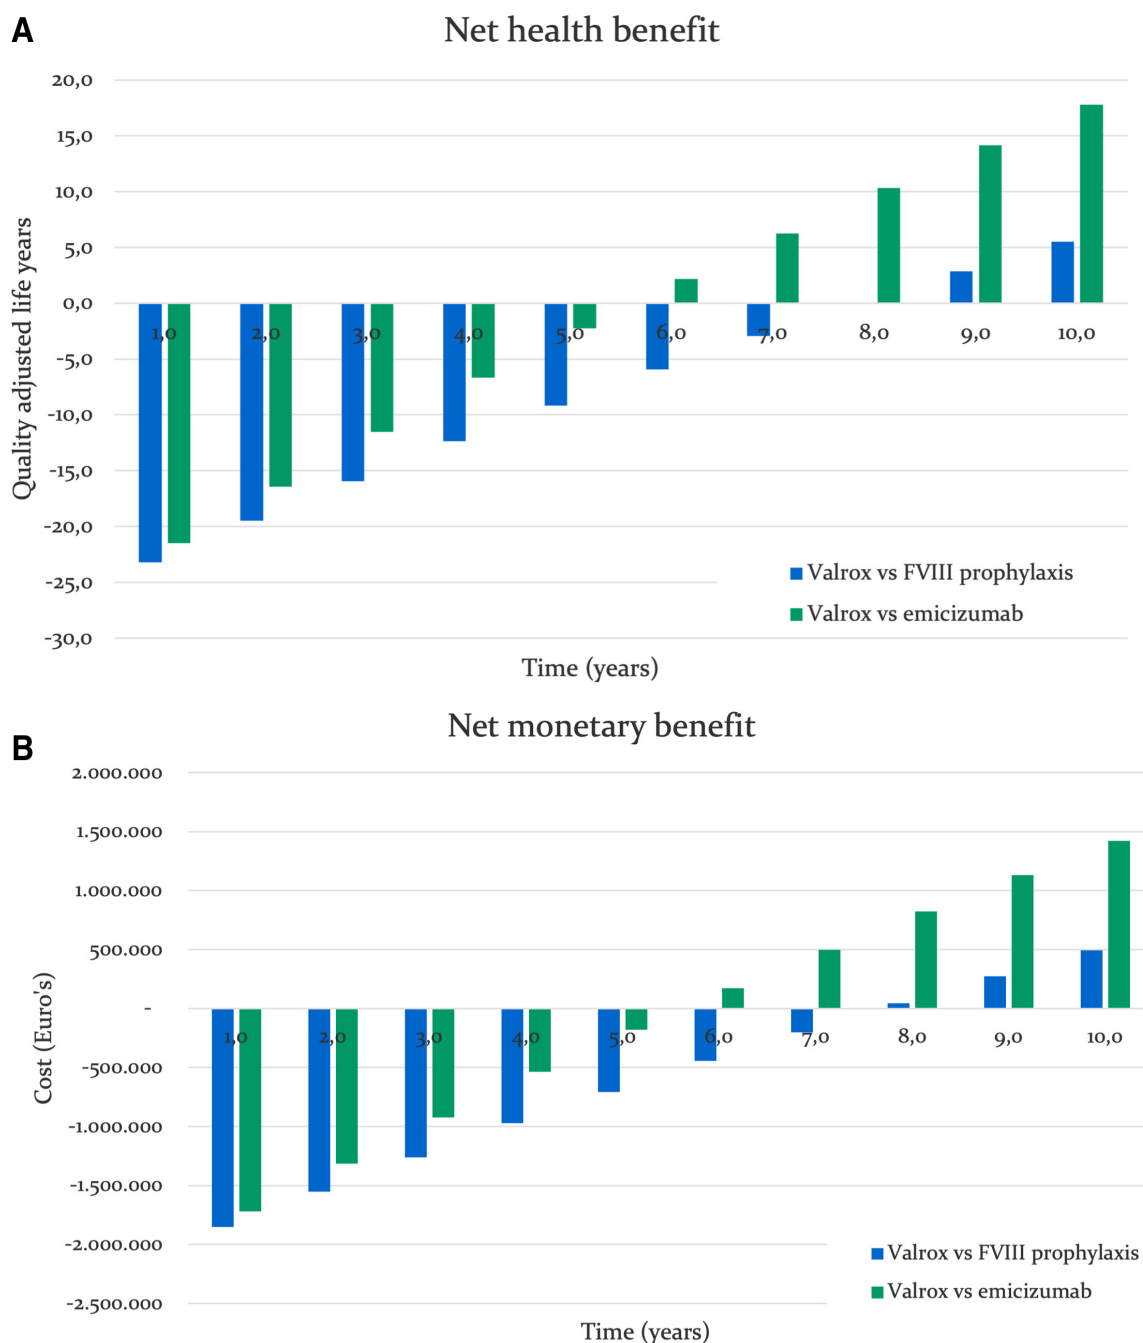 A
Net health benefit
Quality adjusted life years
20,0
15,0
10,0
5,0
0,0
-5,0
-10,0
-15,0
-20,0
-25,0
-30,0
1,0 2,0 3,0 4,0 5,0 6,0 7,0 8,0 9,0 10,0
Valrox vs FVIII prophylaxis
Valrox vs emicizumab
Time (years)
B
Net monetary benefit
Cost (Euro's)
2.000.000
1.500.000
1.000.000
500.000
-
-500.000
-1.000.000
-1.500.000
-2.000.000
-2.500.000
1,0 2,0 3,0 4,0 5,0 6,0 7,0 8,0 9,0 10,0
Valrox vs FVIII prophylaxis
Valrox vs emicizumab
Time (years)